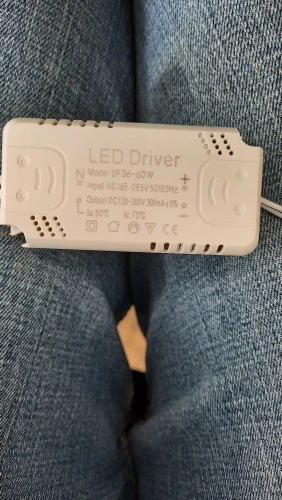 LED Driver
Model BF36-60W
N Input AC165-265V 50/60Hz +
L Output DC120-200V 300mA±5% −
ta 50℃ tc 75℃
CE